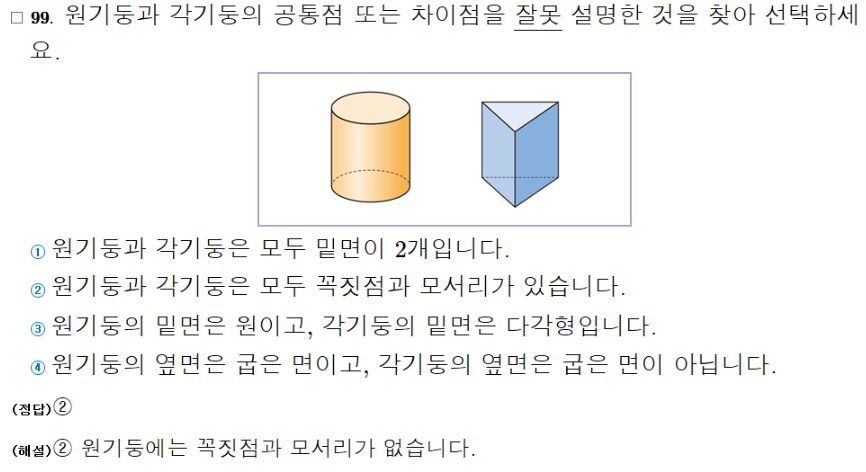 □ 99. 원기둥과 각기둥의 공통점 또는 차이점을 잘못 설명한 것을 찾아 선택하세
요.
① 원기둥과 각기둥은 모두 밑면이 2개입니다.
② 원기둥과 각기둥은 모두 꼭짓점과 모서리가 있습니다.
③ 원기둥의 밑면은 원이고, 각기둥의 밑면은 다각형입니다.
④ 원기둥의 옆면은 굽은 면이고, 각기둥의 옆면은 굽은 면이 아닙니다.
(정답)②
(해설)② 원기둥에는 꼭짓점과 모서리가 없습니다.